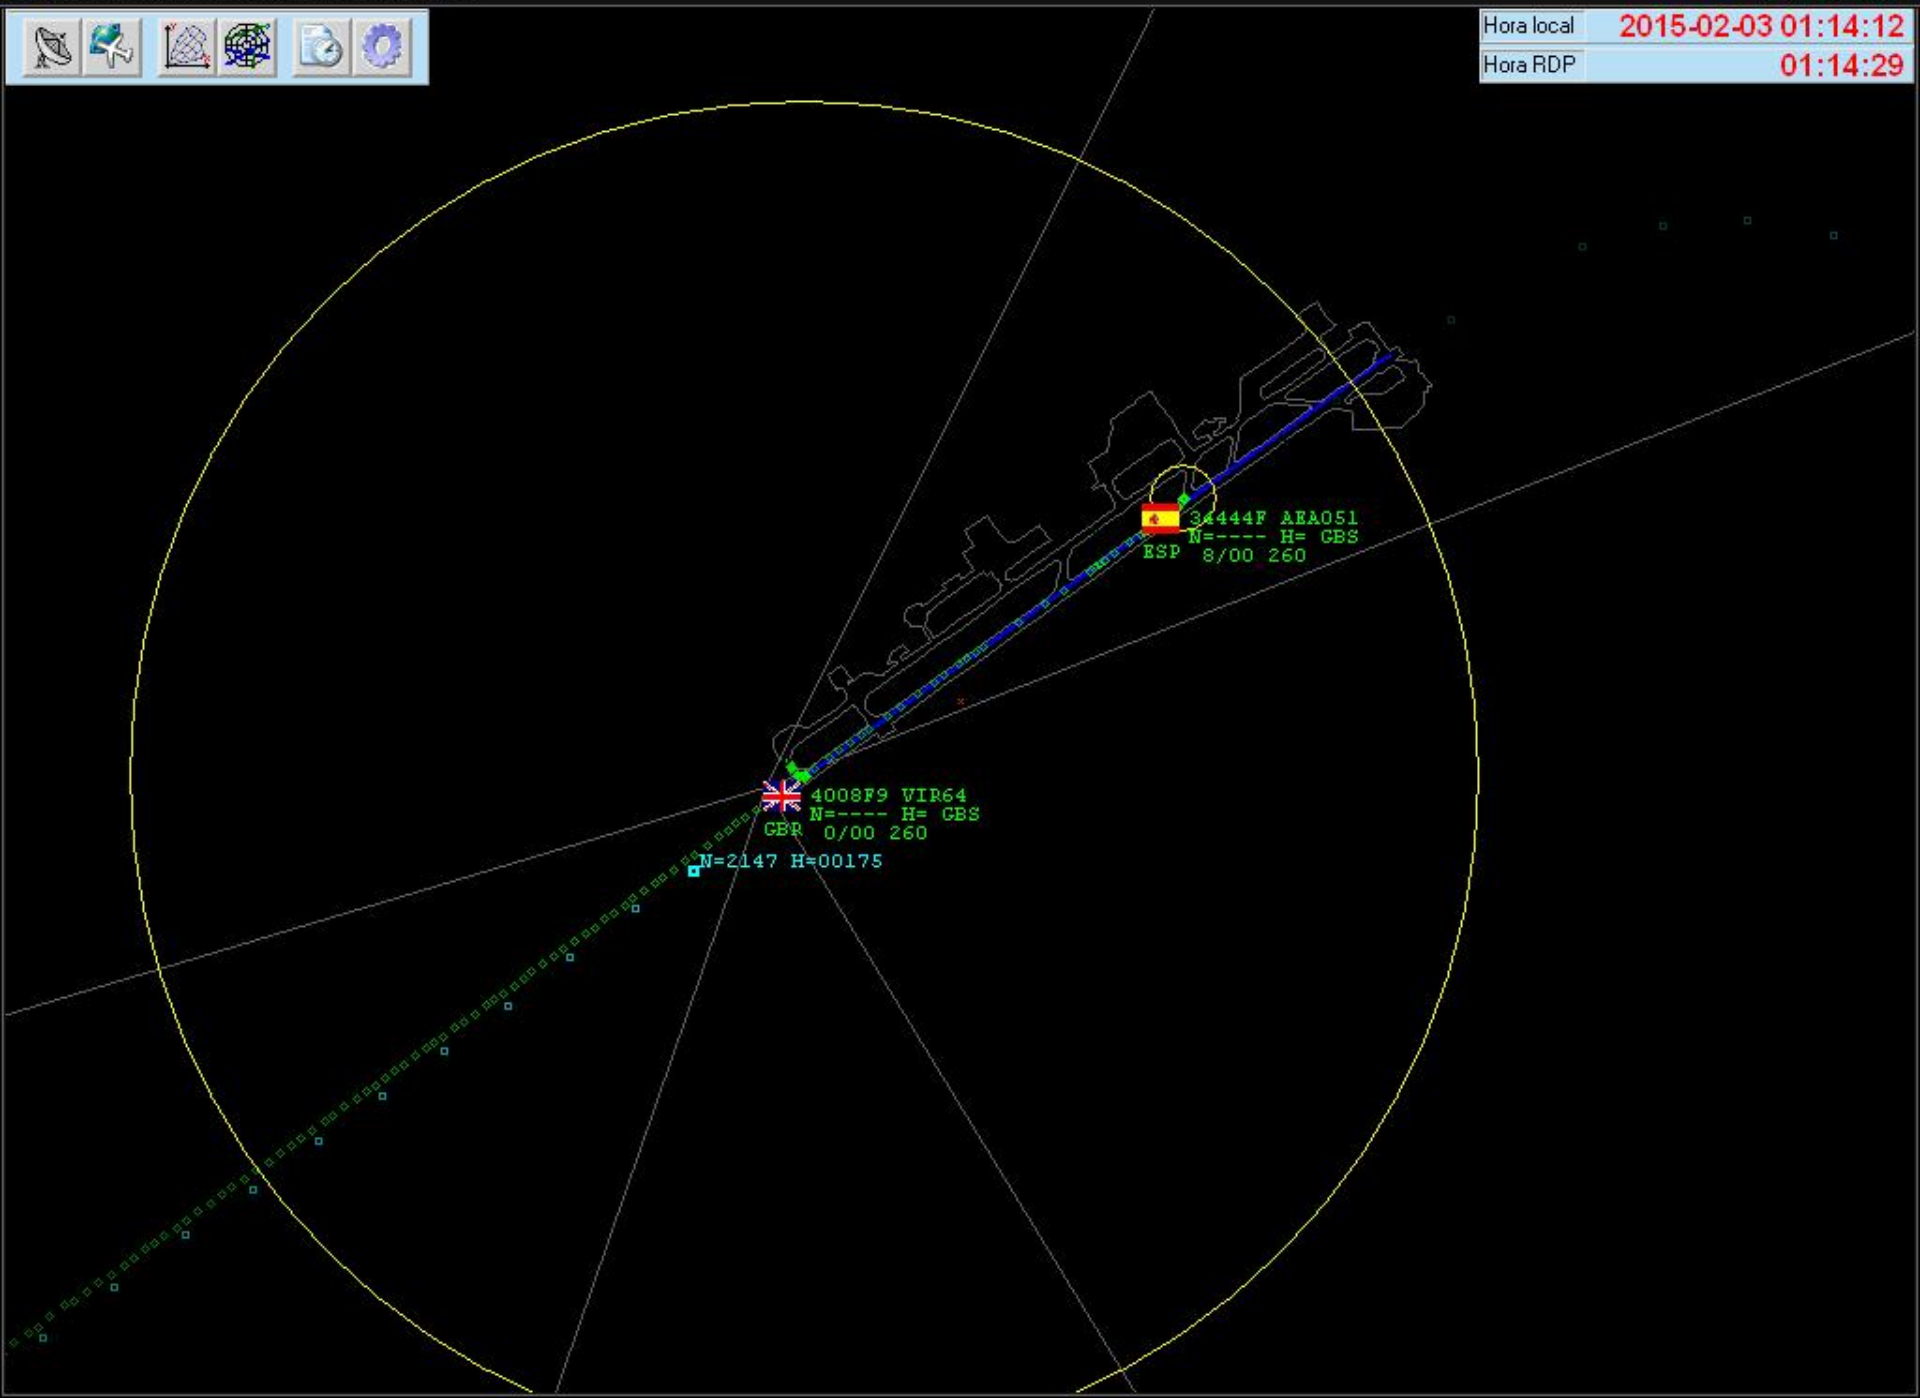 Hora local 2015-02-03 01:14:12
Hora RDP 01:14:29
34444F AEA051
N=---- H= GBS
ESP 8/00 260
4008F9 VIR64
N=---- H= GBS
GBR 0/00 260
N=2147 H=00175